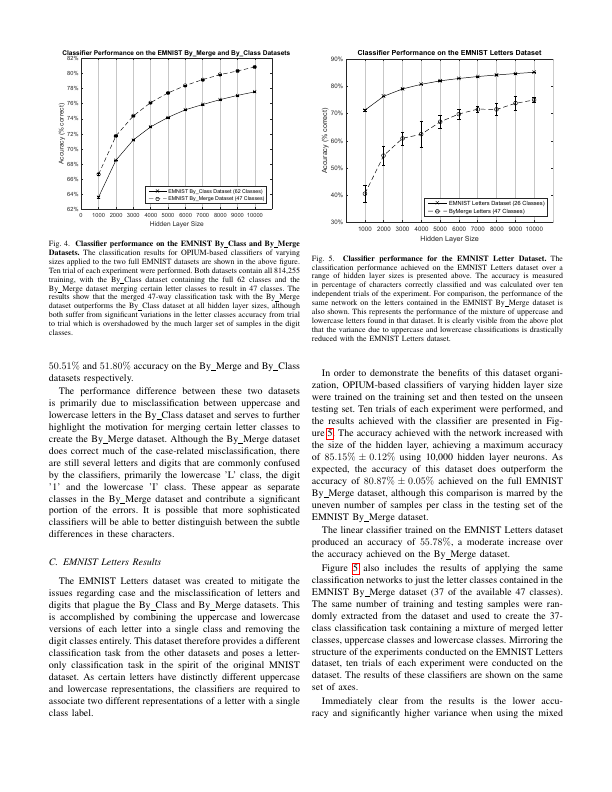 Classifier Performance on the EMNIST By_Merge and By_Class Datasets
82%
80%
78%
76%
74%
72%
70%
68%
66%
64%
62%
Accuracy (% correct)
0 1000 2000 3000 4000 5000 6000 7000 8000 9000 10000
Hidden Layer Size
EMNIST By_Class Dataset (62 Classes)
EMNIST By_Merge Dataset (47 Classes)
Fig. 4. Classifier performance on the EMNIST By_Class and By_Merge
Datasets. The classification results for OPIUM-based classifiers of varying
sizes applied to the two full EMNIST datasets are shown in the above figure.
Ten trial of each experiment were performed. Both datasets contain all 814,255
training, with the By_Class dataset containing the full 62 classes and the
By_Merge dataset merging certain letter classes to result in 47 classes. The
results show that the merged 47-way classification task with the By_Merge
dataset outperforms the By_Class dataset at all hidden layer sizes, although
both suffer from significant variations in the letter classes accuracy from trial
to trial which is overshadowed by the much larger set of samples in the digit
classes.
50.51% and 51.80% accuracy on the By_Merge and By_Class
datasets respectively.
The performance difference between these two datasets
is primarily due to misclassification between uppercase and
lowercase letters in the By_Class dataset and serves to further
highlight the motivation for merging certain letter classes to
create the By_Merge dataset. Although the By_Merge dataset
does correct much of the case-related misclassification, there
are still several letters and digits that are commonly confused
by the classifiers, primarily the lowercase 'L' class, the digit
'1' and the lowercase 'I' class. These appear as separate
classes in the By_Merge dataset and contribute a significant
portion of the errors. It is possible that more sophisticated
classifiers will be able to better distinguish between the subtle
differences in these characters.
C. EMNIST Letters Results
The EMNIST Letters dataset was created to mitigate the
issues regarding case and the misclassification of letters and
digits that plague the By_Class and By_Merge datasets. This
is accomplished by combining the uppercase and lowercase
versions of each letter into a single class and removing the
digit classes entirely. This dataset therefore provides a different
classification task from the other datasets and poses a letter-
only classification task in the spirit of the original MNIST
dataset. As certain letters have distinctly different uppercase
and lowercase representations, the classifiers are required to
associate two different representations of a letter with a single
class label.
Classifier Performance on the EMNIST Letters Dataset
90%
80%
70%
60%
50%
40%
30%
Accuracy (% correct)
1000 2000 3000 4000 5000 6000 7000 8000 9000 10000
Hidden Layer Size
EMNIST Letters Dataset (26 Classes)
ByMerge Letters (47 Classes)
Fig. 5. Classifier performance for the EMNIST Letter Dataset. The
classification performance achieved on the EMNIST Letter dataset over a
range of hidden layer sizes is presented above. The accuracy is measured
in percentage of characters correctly classified and was calculated over ten
independent trials of the experiment. For comparison, the performance of the
same network on the letters contained in the EMNIST By_Merge dataset is
also shown. This represents the performance of the mixture of uppercase and
lowercase letters found in that dataset. It is clearly visible from the above plot
that the variance due to uppercase and lowercase classifications is drastically
reduced with the EMNIST Letters dataset.
In order to demonstrate the benefits of this dataset organi-
zation, OPIUM-based classifiers of varying hidden layer size
were trained on the training set and then tested on the unseen
testing set. Ten trials of each experiment were performed, and
the results achieved with the classifier are presented in Fig-
ure 5. The accuracy achieved with the network increased with
the size of the hidden layer, achieving a maximum accuracy
of 85.15% ± 0.12% using 10,000 hidden layer neurons. As
expected, the accuracy of this dataset does outperform the
accuracy of 80.87% ± 0.05% achieved on the full EMNIST
By_Merge dataset, although this comparison is marred by the
uneven number of samples per class in the testing set of the
EMNIST By_Merge dataset.
The linear classifier trained on the EMNIST Letters dataset
produced an accuracy of 55.78%, a moderate increase over
the accuracy achieved on the By_Merge dataset.
Figure 5 also includes the results of applying the same
classification networks to just the letter classes contained in the
EMNIST By_Merge dataset (37 of the available 47 classes).
The same number of training and testing samples were ran-
domly extracted from the dataset and used to create the 37-
class classification task containing a mixture of merged letter
classes, uppercase classes and lowercase classes. Mirroring the
structure of the experiments conducted on the EMNIST Letters
dataset, ten trials of each experiment were conducted on the
dataset. The results of these classifiers are shown on the same
set of axes.
Immediately clear from the results is the lower accu-
racy and significantly higher variance when using the mixed